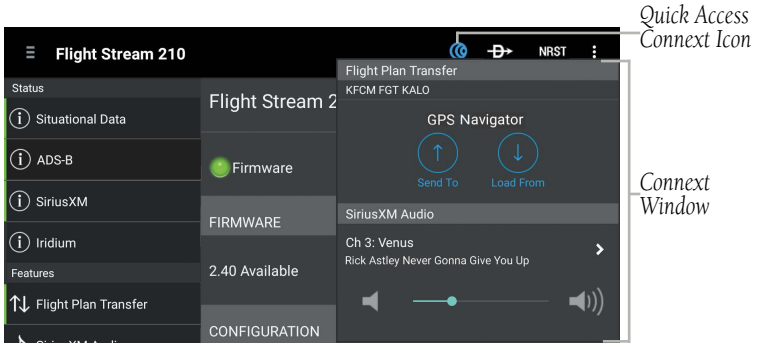 Quick Access
Connext Icon
Flight Stream 210
NRST
Status
Situational Data
ADS-B
SiriusXM
Iridium
Features
Flight Plan Transfer
Flight Stream 2
Firmware
FIRMWARE
2.40 Available
CONFIGURATION
Flight Plan Transfer
KFCM FGT KALO
GPS Navigator
Send To
Load From
SiriusXM Audio
Ch 3: Venus
Rick Astley Never Gonna Give You Up
Connext
Window